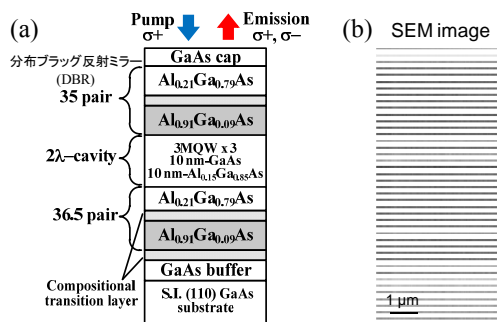 (a)
Pump
σ+
Emission
σ+, σ−
分布ブラッグ反射ミラー
(DBR)
35 pair
2λ−cavity
36.5 pair
Compositional
transition layer
GaAs cap
Al0.21Ga0.79As
Al0.91Ga0.09As
3MQW x 3
10 nm-GaAs
10 nm-Al0.15Ga0.85As
Al0.21Ga0.79As
Al0.91Ga0.09As
GaAs buffer
S.I. (110) GaAs
substrate
(b)
SEM image
1 μm